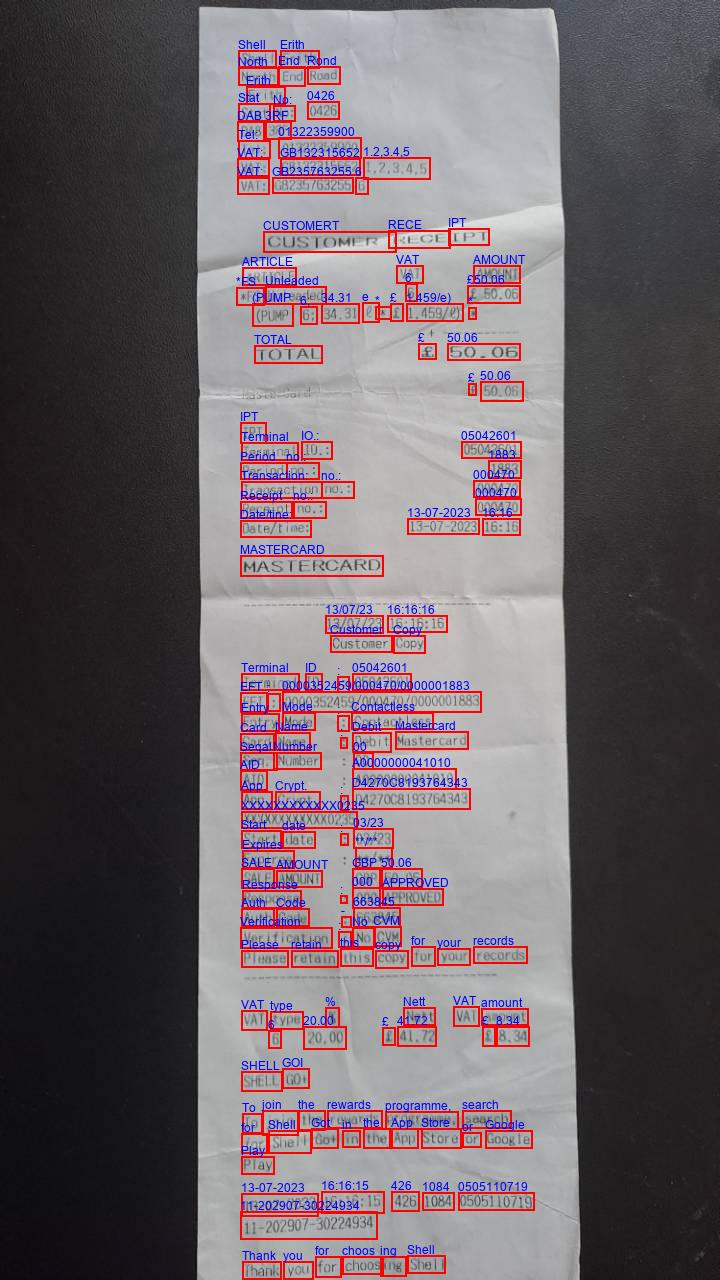 Shell Erith
North End Road
Erith
Stat No: 0426
DA8 3RF
Tel: 01322359900
VAT: GB132315652 1,2,3,4,5
VAT: GB235763255 6
CUSTOMER RECEIPT
ARTICLE VAT AMOUNT
*FS Unleaded 6 £ 50.06
(PUMP 6: 34.31 ℓ * £ 1.459/ℓ) *
TOTAL £ 50.06
MasterCard £ 50.06
IPT
Terminal ID.: 05042601
Period no.: 1883
Transaction no.: 000470
Receipt no.: 000470
Date/time: 13-07-2023 16:16
MASTERCARD
13/07/23 16:16:16
Customer Copy
Terminal ID : 05042601
EFT : 0000352459/000470/0000001883
Entry Mode : Contactless
Card Name : Debit Mastercard
Seq. Number : 00
AID : A0000000041010
App. Crypt. : D4270C8193764343
XXXXXXXXXXXX0235
Start date : 03/23
Expires : **/**
SALE AMOUNT GBP 50.06
Response : 000 APPROVED
Auth Code : 663845
Verification : No CVM
Please retain this copy for your records
VAT type % Nett VAT amount
6 20.00 £ 41.72 £ 8.34
SHELL GO+
To join the rewards programme, search
for Shell Go+ in the App Store or Google
Play
13-07-2023 16:16:15 426 1084 0505110719
11-202907-30224934
Thank you for choosing Shell